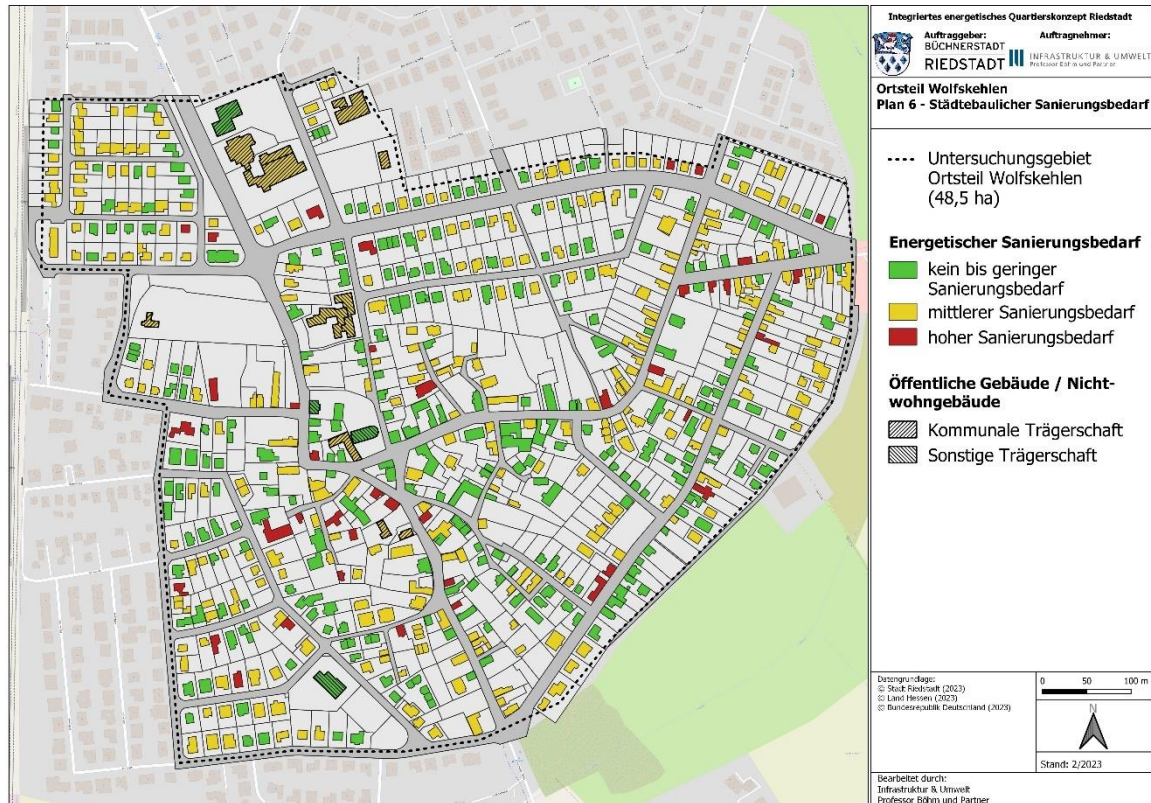 Integriertes energetisches Quartierskonzept Riedstadt
Auftraggeber:
BÜCHNERSTADT
RIEDSTADT
Auftragnehmer:
INFRASTRUKTUR & UMWELT
Professor Böhm und Partner
Ortsteil Wolfskehlen
Plan 6 - Städtebaulicher Sanierungsbedarf
Untersuchungsgebiet
Ortsteil Wolfskehlen
(48,5 ha)
Energetischer Sanierungsbedarf
kein bis geringer
Sanierungsbedarf
mittlerer Sanierungsbedarf
hoher Sanierungsbedarf
Öffentliche Gebäude / Nicht-
wohngebäude
Kommunale Trägerschaft
Sonstige Trägerschaft
Datengrundlage:
© Stadt Riedstadt (2023)
© Land Hessen (2023)
© Bundesrepublik Deutschland (2023)
0 50 100 m
N
Stand: 2/2023
Bearbeitet durch:
Infrastruktur & Umwelt
Professor Böhm und Partner